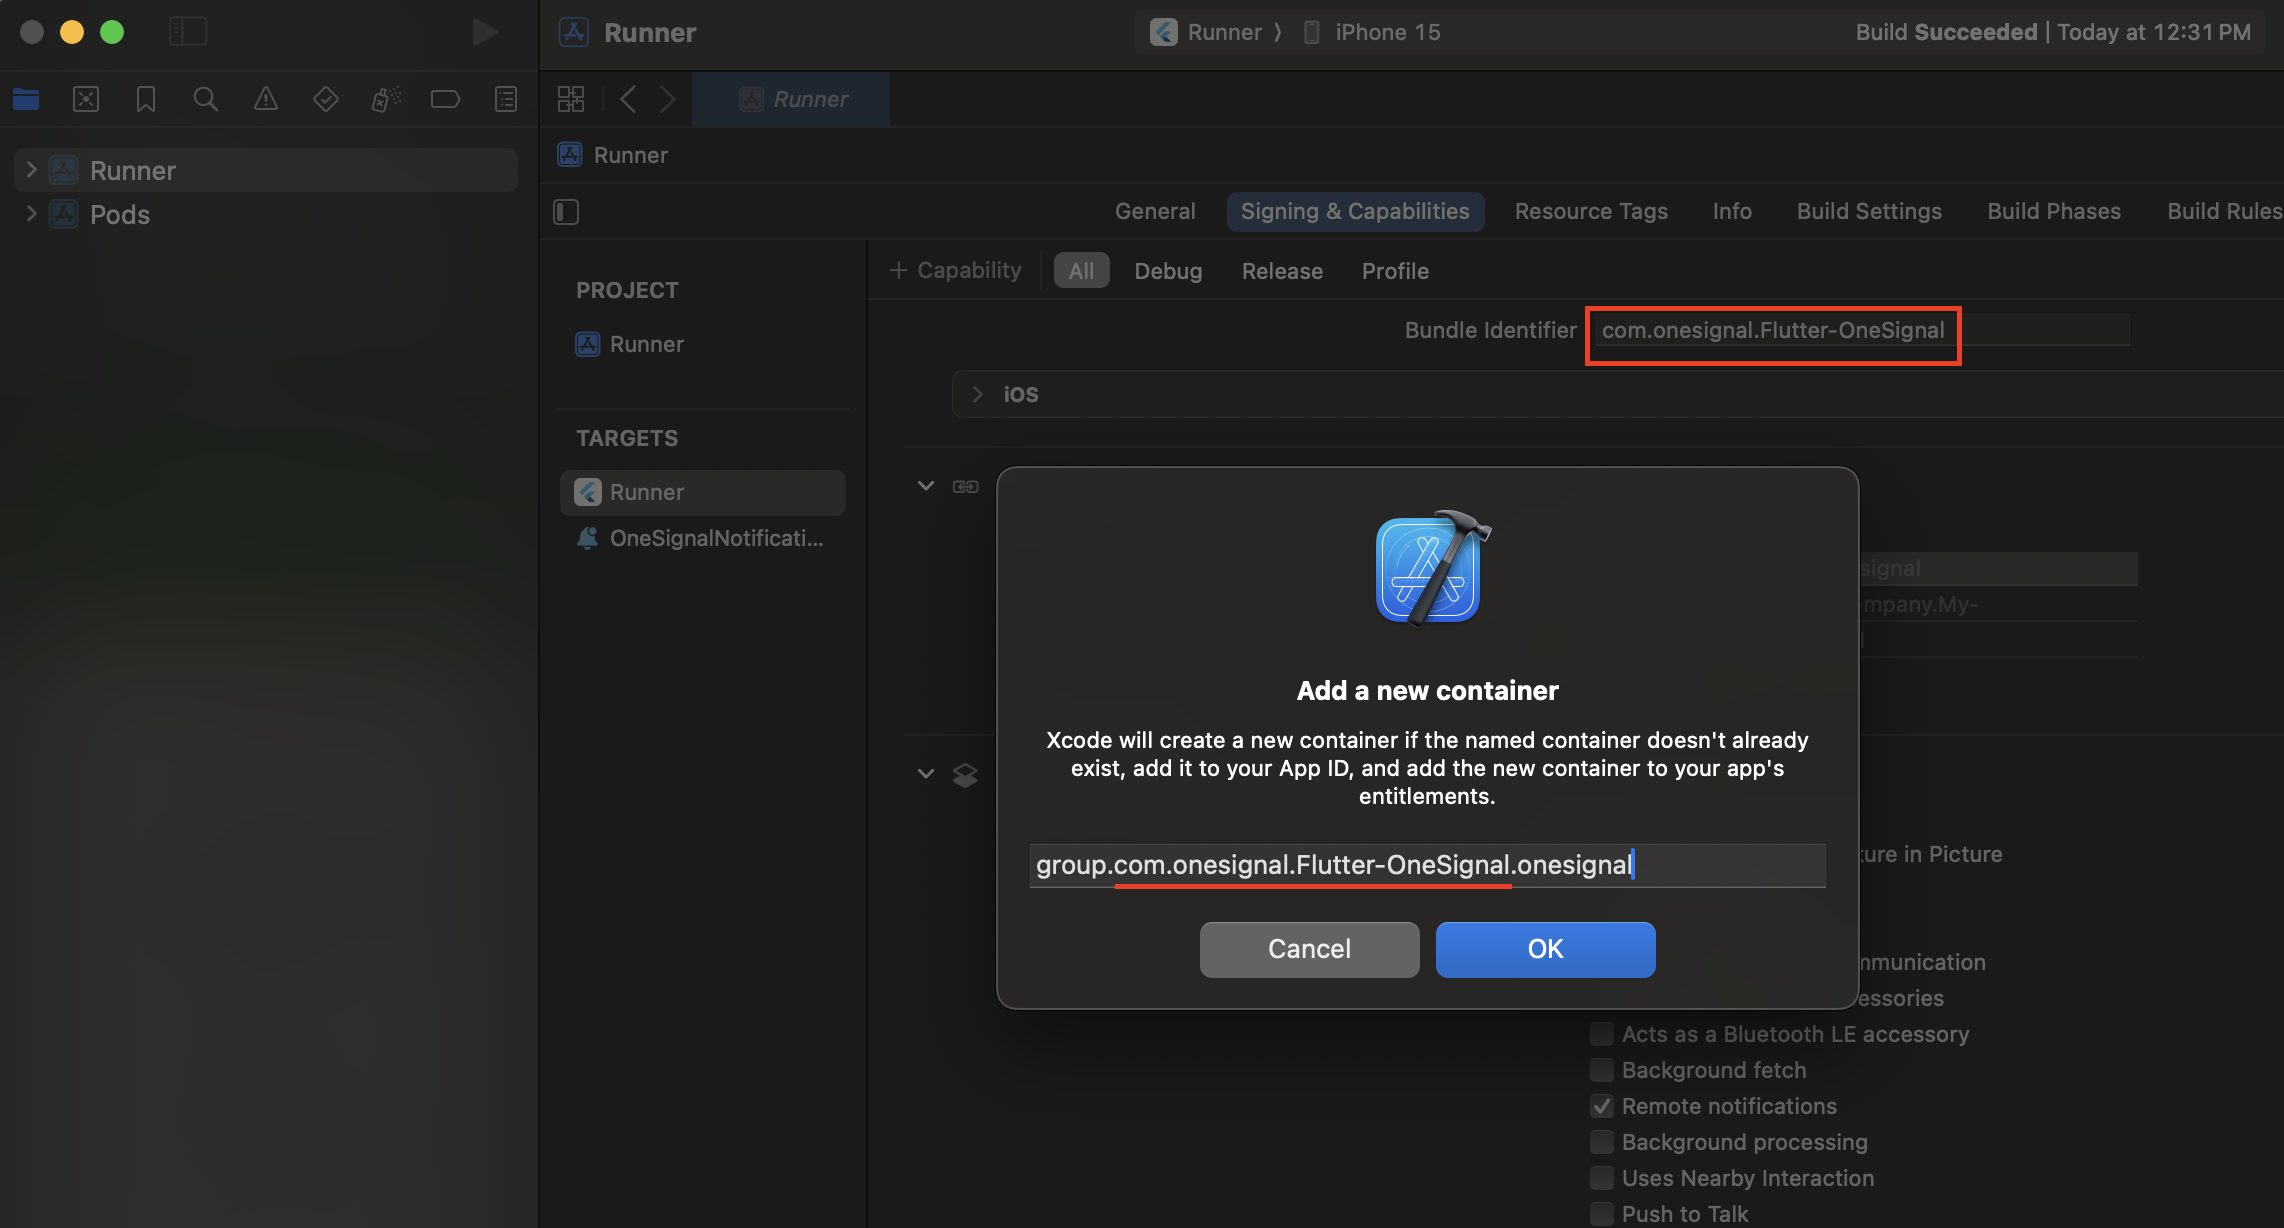 Runner
Runner
iPhone 15
Build Succeeded | Today at 12:31 PM
Runner
Runner
Pods
Runner
General
Signing & Capabilities
Resource Tags
Info
Build Settings
Build Phases
Build Rules
+ Capability
All
Debug
Release
Profile
PROJECT
Runner
TARGETS
Runner
OneSignalNotificati...
Bundle Identifier
com.onesignal.Flutter-OneSignal
iOS
signal
mpany.My-
Add a new container
Xcode will create a new container if the named container doesn't already
exist, add it to your App ID, and add the new container to your app's
entitlements.
group.com.onesignal.Flutter-OneSignal.onesignal
Cancel
OK
ture in Picture
mmunication
essories
Acts as a Bluetooth LE accessory
Background fetch
Remote notifications
Background processing
Uses Nearby Interaction
Push to Talk